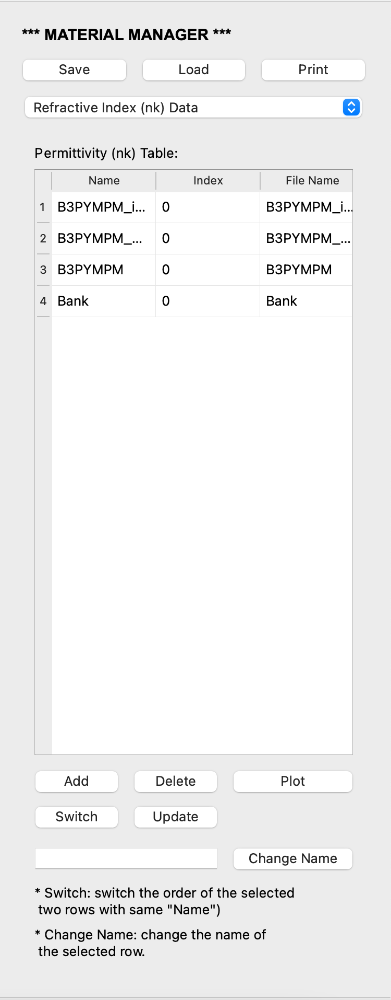 *** MATERIAL MANAGER ***
Save Load Print
Refractive Index (nk) Data
Permittivity (nk) Table:
Name Index File Name
1 B3PYMPM_i... 0 B3PYMPM_i...
2 B3PYMPM_... 0 B3PYMPM_...
3 B3PYMPM 0 B3PYMPM
4 Bank 0 Bank
Add Delete Plot
Switch Update
Change Name
* Switch: switch the order of the selected
two rows with same "Name")
* Change Name: change the name of
the selected row.